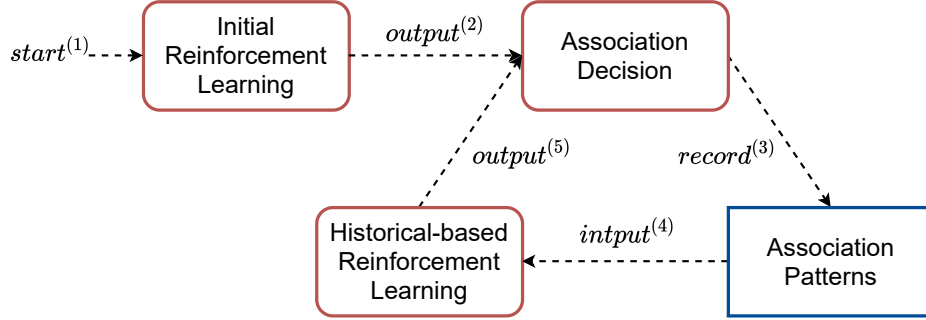 start^{(1)}
Initial
Reinforcement
Learning
output^{(2)}
Association
Decision
record^{(3)}
output^{(5)}
Historical-based
Reinforcement
Learning
intput^{(4)}
Association
Patterns